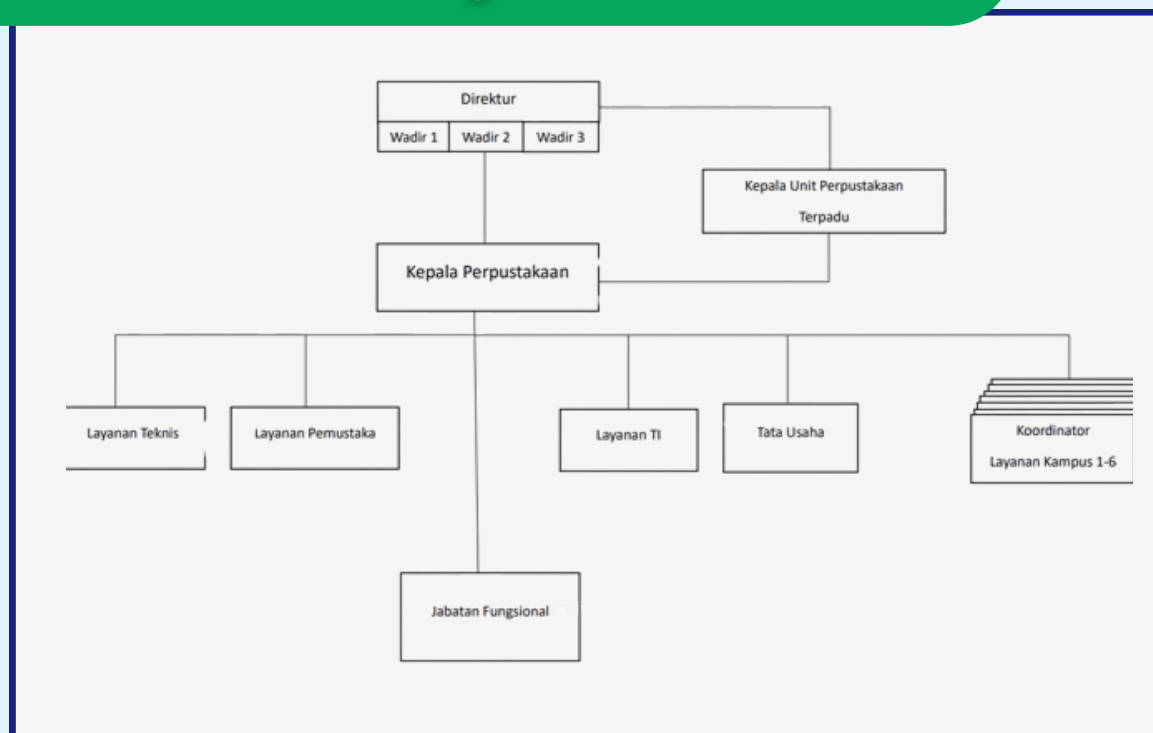 Direktur
Wadir 1
Wadir 2
Wadir 3
Kepala Unit Perpustakaan
Terpadu
Kepala Perpustakaan
Layanan Teknis
Layanan Pemustaka
Layanan TI
Tata Usaha
Koordinator
Layanan Kampus 1-6
Jabatan Fungsional